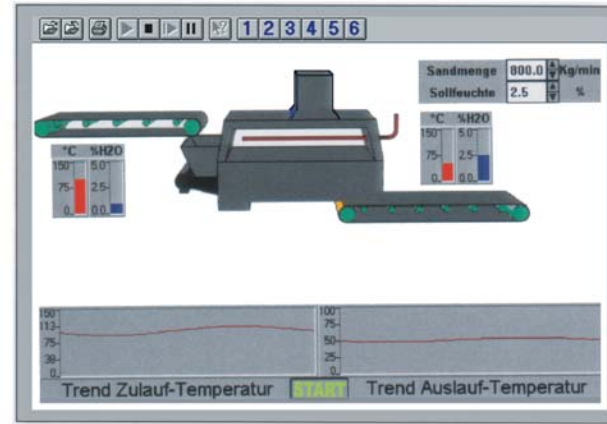 1 2 3 4 5 6
Sandmenge 800.0 Kg/min
Sollfeuchte 2.5 %
°C %H2O
150 5.0
75 2.5
0 0.0
°C %H2O
150 5.0
75 2.5
0 0.0
150
113
75
38
0
Trend Zulauf-Temperatur
START
100
75
50
25
0
Trend Auslauf-Temperatur